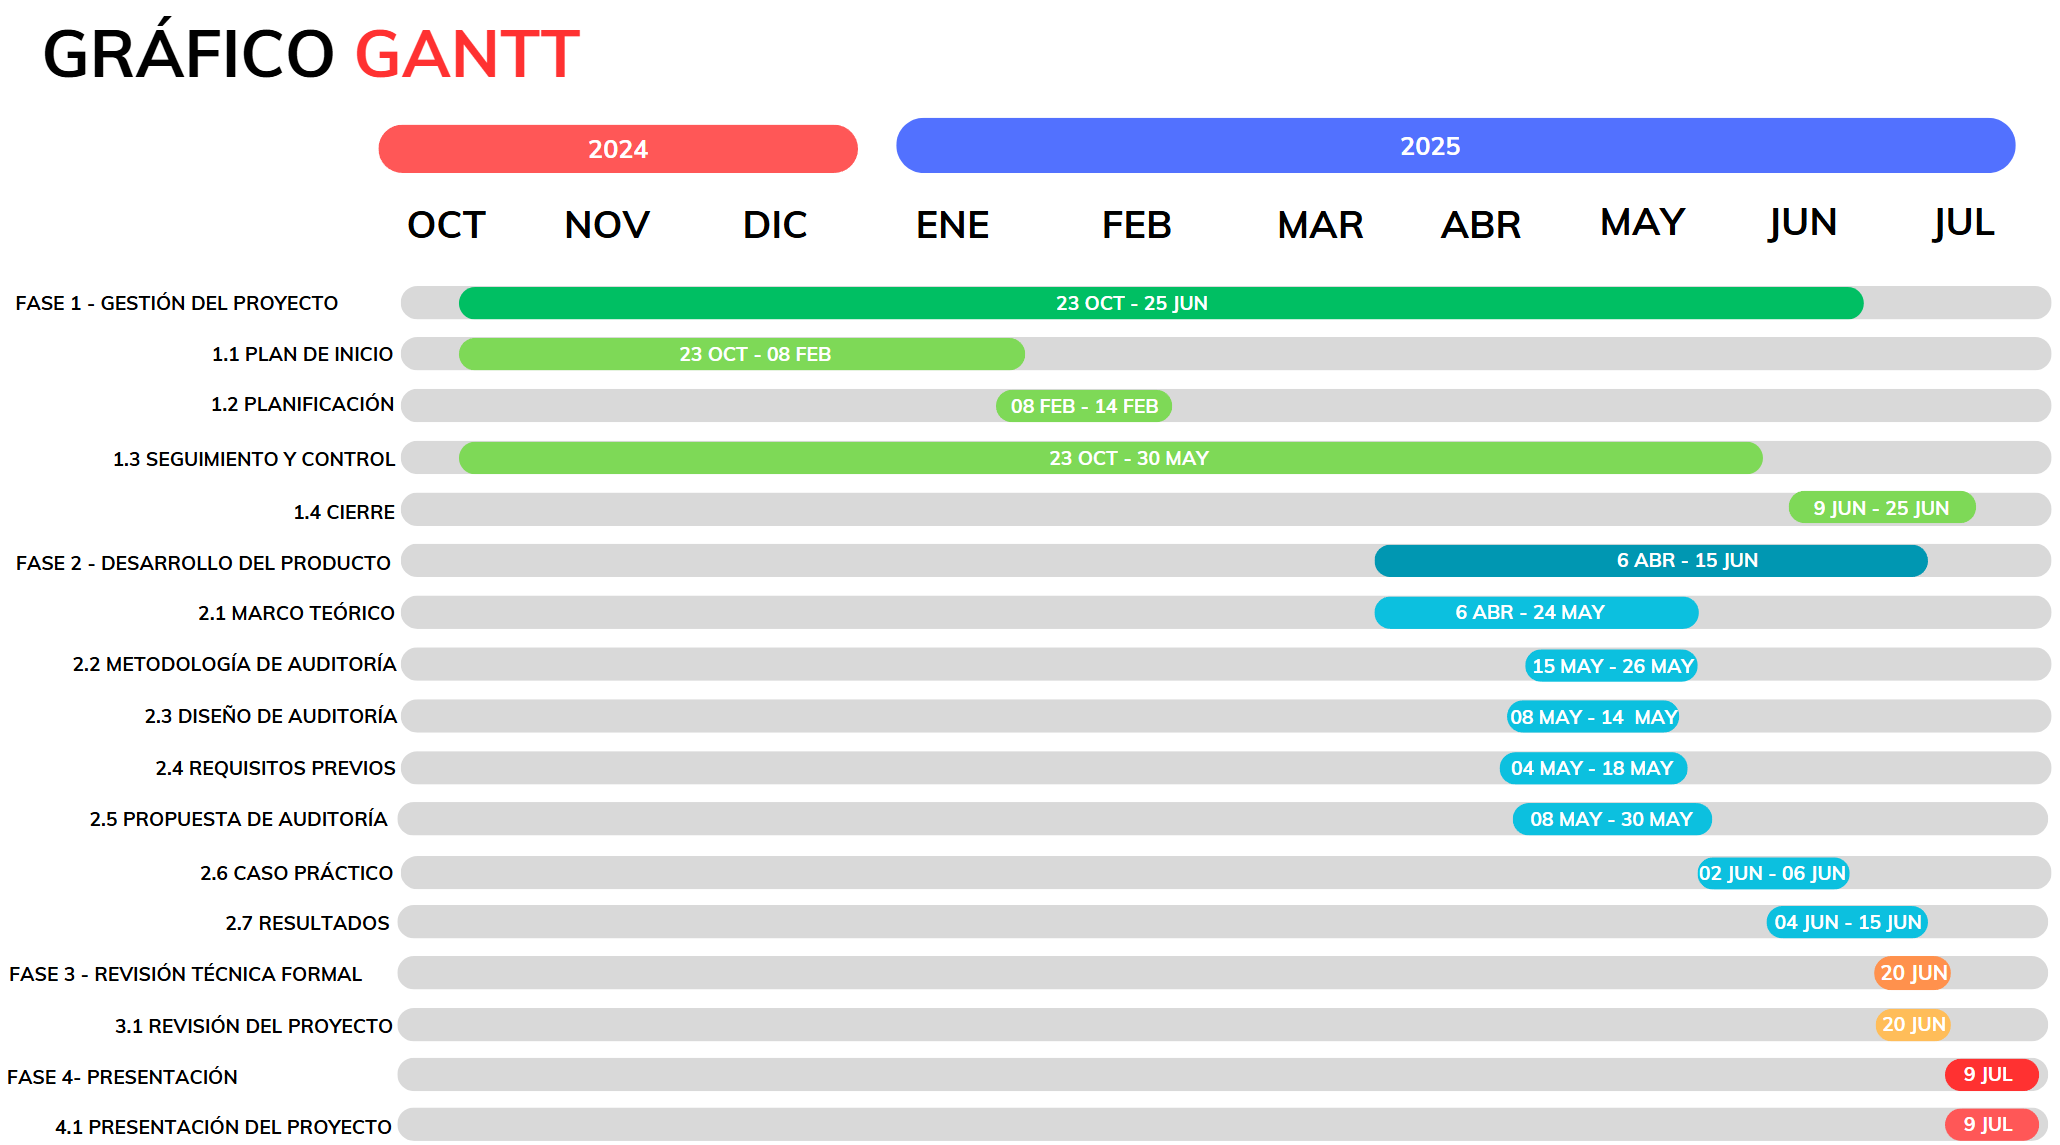 GRÁFICO GANTT
2024 2025
OCT NOV DIC ENE FEB MAR ABR MAY JUN JUL
FASE 1 - GESTIÓN DEL PROYECTO 23 OCT - 25 JUN
1.1 PLAN DE INICIO 23 OCT - 08 FEB
1.2 PLANIFICACIÓN 08 FEB - 14 FEB
1.3 SEGUIMIENTO Y CONTROL 23 OCT - 30 MAY
1.4 CIERRE 9 JUN - 25 JUN
FASE 2 - DESARROLLO DEL PRODUCTO 6 ABR - 15 JUN
2.1 MARCO TEÓRICO 6 ABR - 24 MAY
2.2 METODOLOGÍA DE AUDITORÍA 15 MAY - 26 MAY
2.3 DISEÑO DE AUDITORÍA 08 MAY - 14 MAY
2.4 REQUISITOS PREVIOS 04 MAY - 18 MAY
2.5 PROPUESTA DE AUDITORÍA 08 MAY - 30 MAY
2.6 CASO PRÁCTICO 02 JUN - 06 JUN
2.7 RESULTADOS 04 JUN - 15 JUN
FASE 3 - REVISIÓN TÉCNICA FORMAL 20 JUN
3.1 REVISIÓN DEL PROYECTO 20 JUN
FASE 4- PRESENTACIÓN 9 JUL
4.1 PRESENTACIÓN DEL PROYECTO 9 JUL